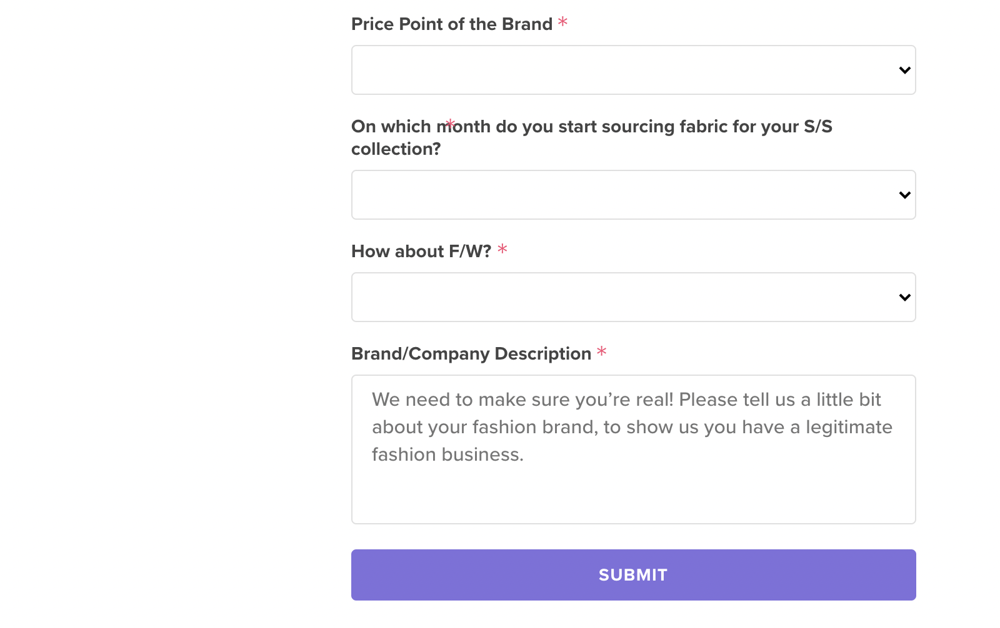 Price Point of the Brand *
On which month do you start sourcing fabric for your S/S
collection? *
How about F/W? *
Brand/Company Description *
We need to make sure you’re real! Please tell us a little bit
about your fashion brand, to show us you have a legitimate
fashion business.
SUBMIT